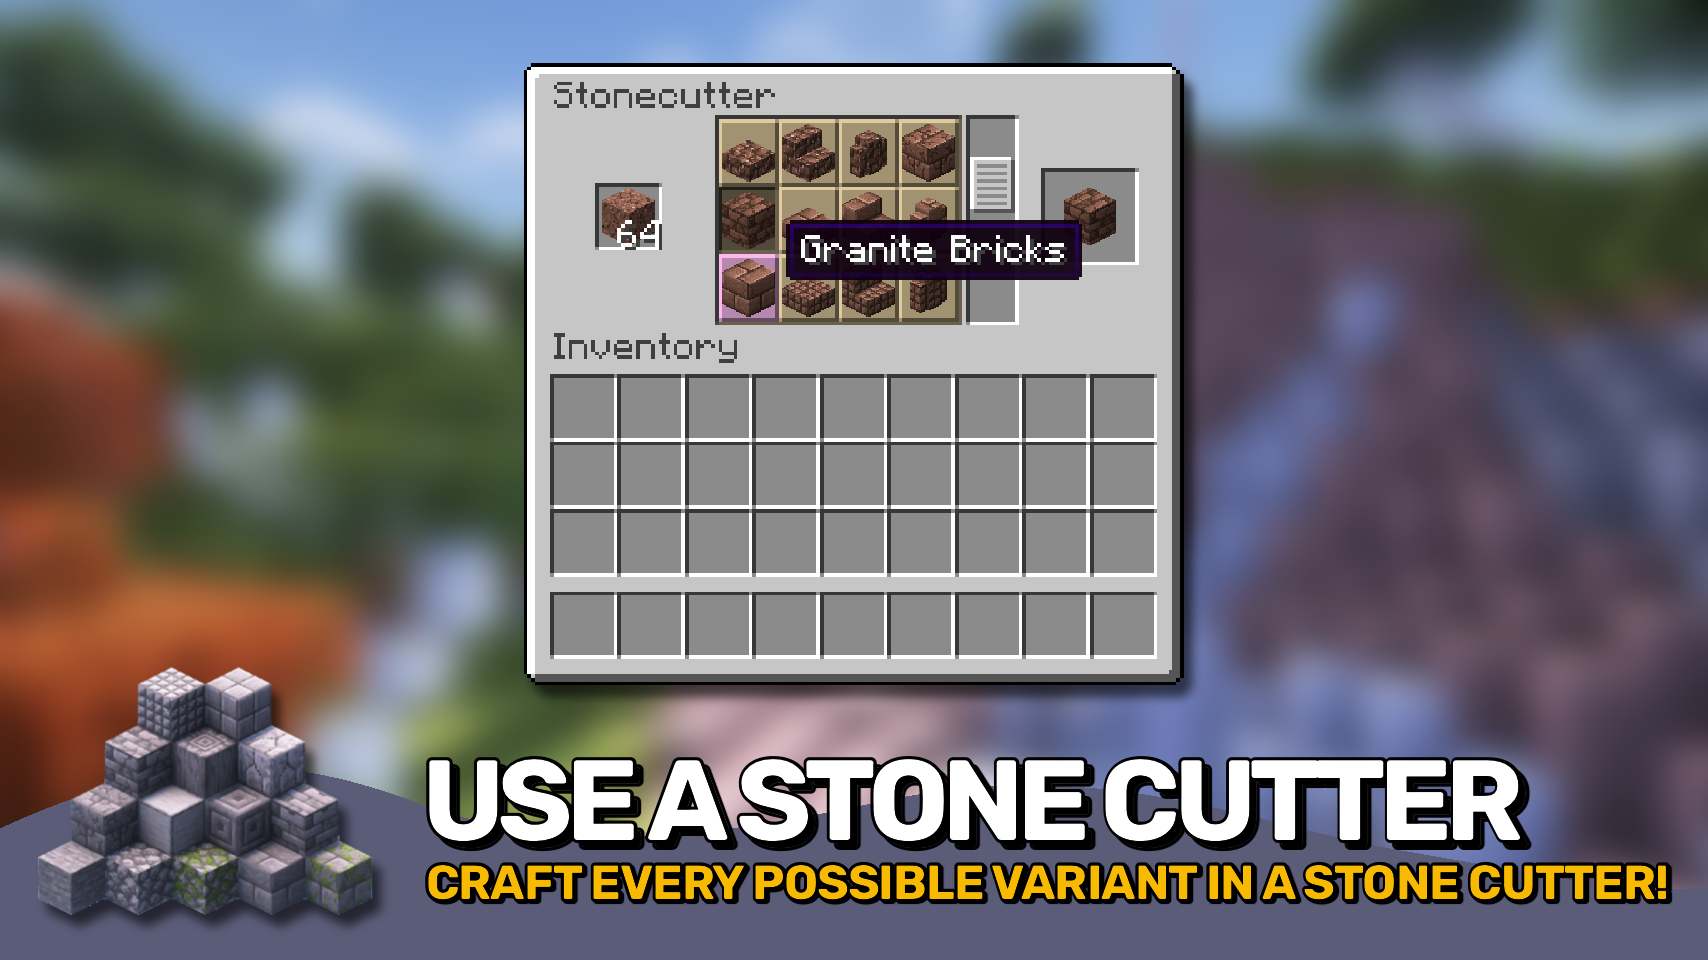 Stonecutter
64
Granite Bricks
Inventory
USE A STONE CUTTER
CRAFT EVERY POSSIBLE VARIANT IN A STONE CUTTER!